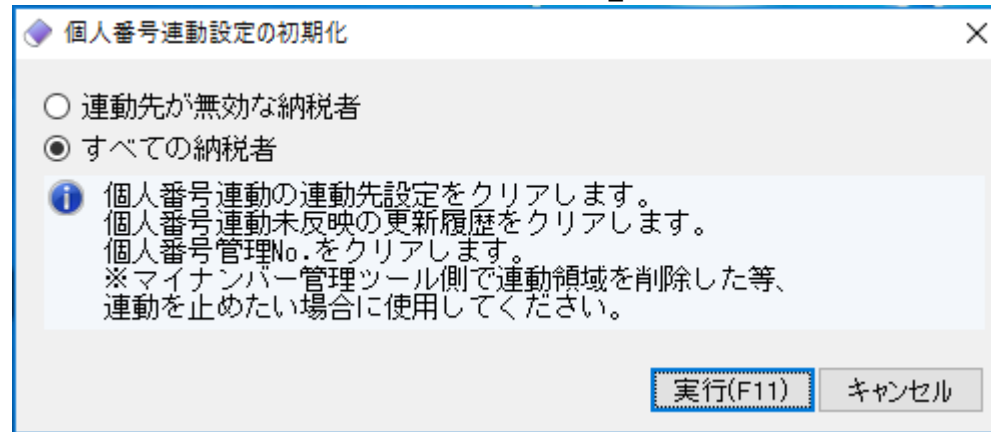 個人番号連動設定の初期化
連動先が無効な納税者
すべての納税者
個人番号連動の連動先設定をクリアします。
個人番号連動未反映の更新履歴をクリアします。
個人番号管理No.をクリアします。
※マイナンバー管理ツール側で連動領域を削除した等、
連動を止めたい場合に使用してください。
実行(F11) キャンセル